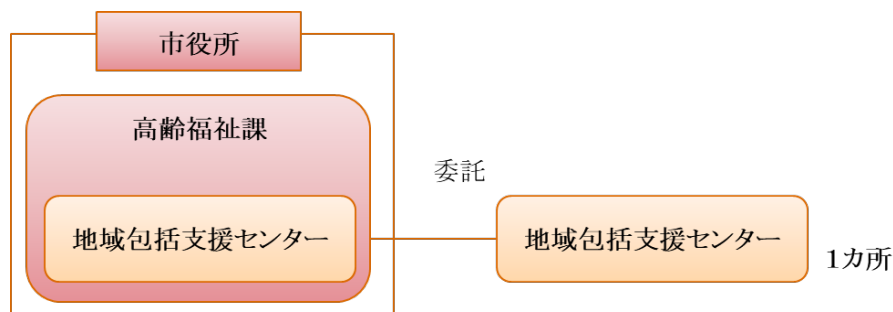 市役所
高齢福祉課
委託
地域包括支援センター
地域包括支援センター
1カ所